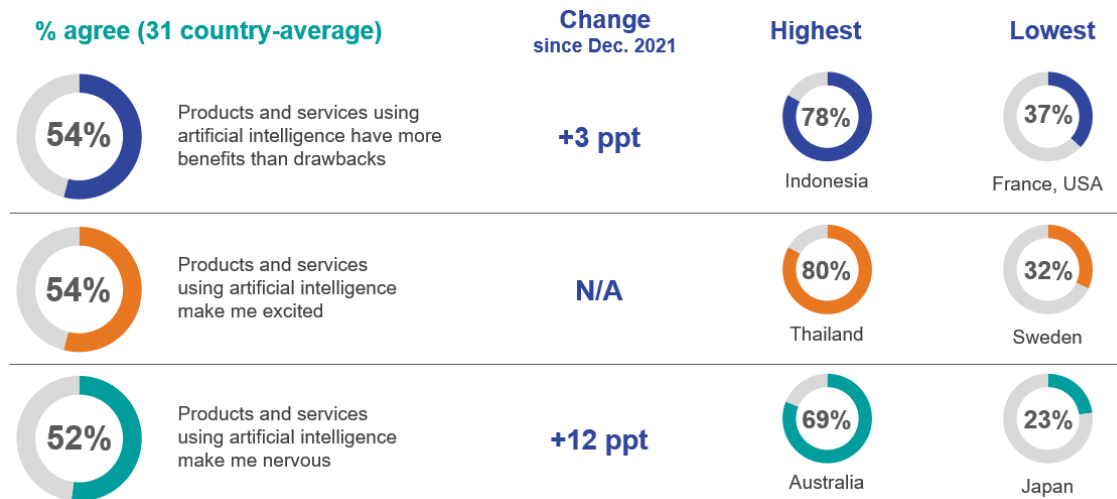 % agree (31 country-average)
Change
since Dec. 2021
Highest
Lowest
54%
Products and services using
artificial intelligence have more
benefits than drawbacks
+3 ppt
78%
Indonesia
37%
France, USA
54%
Products and services
using artificial intelligence
make me excited
N/A
80%
Thailand
32%
Sweden
52%
Products and services
using artificial intelligence
make me nervous
+12 ppt
69%
Australia
23%
Japan